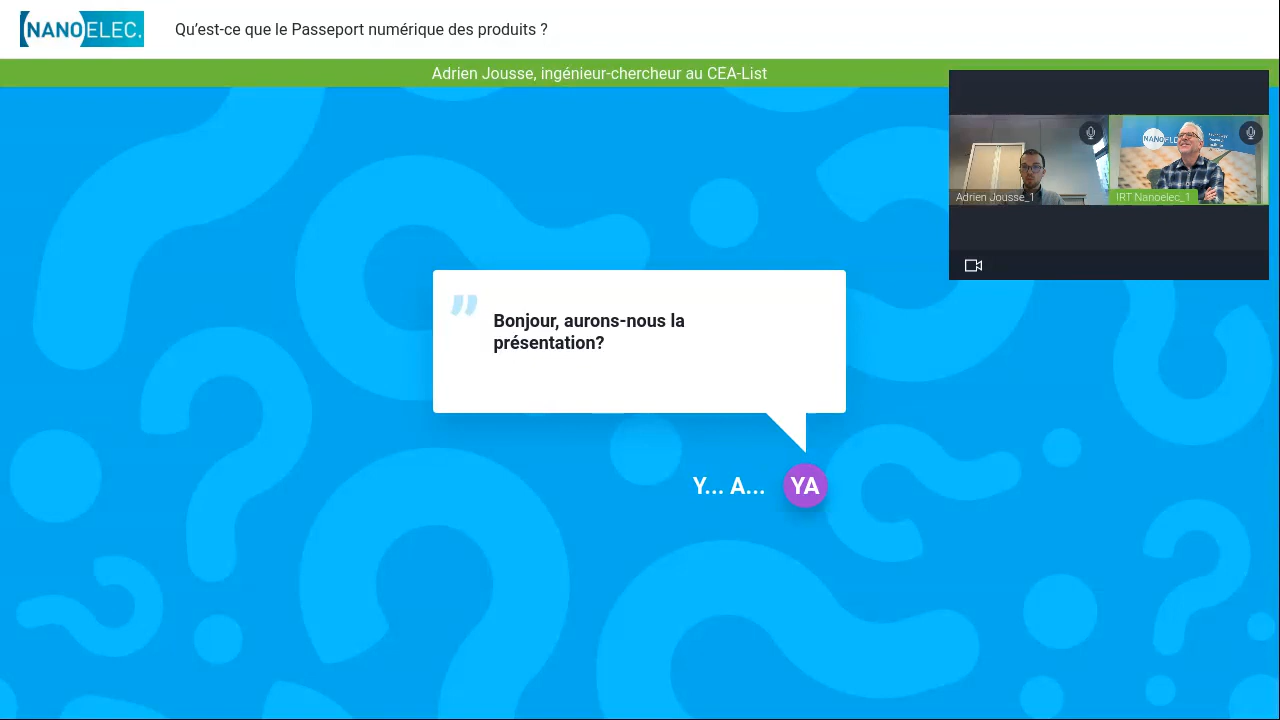 NANOELEC.
Qu’est-ce que le Passeport numérique des produits ?
Adrien Jousse, ingénieur-chercheur au CEA-List
Adrien Jousse_1
IRT Nanoelec_1
” Bonjour, aurons-nous la
présentation?
Y... A... YA